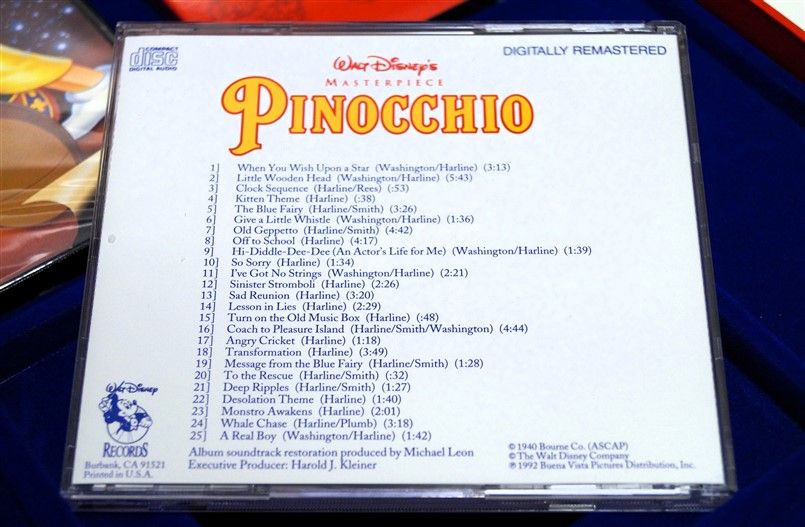 COMPACT
disc
DIGITAL AUDIO
DIGITALLY REMASTERED
Walt Disney's
MASTERPIECE
PINOCCHIO
1] When You Wish Upon a Star (Washington/Harline) (3:13)
2] Little Wooden Head (Washington/Harline) (5:43)
3] Clock Sequence (Harline/Rees) (:53)
4] Kitten Theme (Harline) (:38)
5] The Blue Fairy (Harline/Smith) (3:26)
6] Give a Little Whistle (Washington/Harline) (1:36)
7] Old Geppetto (Harline/Smith) (4:42)
8] Off to School (Harline) (4:17)
9] Hi-Diddle-Dee-Dee (An Actor's Life for Me) (Washington/Harline) (1:39)
10] So Sorry (Harline) (1:34)
11] I've Got No Strings (Washington/Harline) (2:21)
12] Sinister Stromboli (Harline) (2:26)
13] Sad Reunion (Harline) (3:20)
14] Lesson in Lies (Harline) (2:29)
15] Turn on the Old Music Box (Harline) (:48)
16] Coach to Pleasure Island (Harline/Smith/Washington) (4:44)
17] Angry Cricket (Harline) (1:18)
18] Transformation (Harline) (3:49)
19] Message from the Blue Fairy (Harline/Smith) (1:28)
20] To the Rescue (Harline/Smith) (:32)
21] Deep Ripples (Harline/Smith) (1:27)
22] Desolation Theme (Harline) (1:40)
23] Monstro Awakens (Harline) (2:01)
24] Whale Chase (Harline/Plumb) (3:18)
25] A Real Boy (Washington/Harline) (1:42)
Album soundtrack restoration produced by Michael Leon
Executive Producer: Harold J. Kleiner
Walt Disney
RECORDS
Burbank, CA 91521
Printed in U.S.A.
© 1940 Bourne Co. (ASCAP)
© The Walt Disney Company
℗ 1992 Buena Vista Pictures Distribution, Inc.